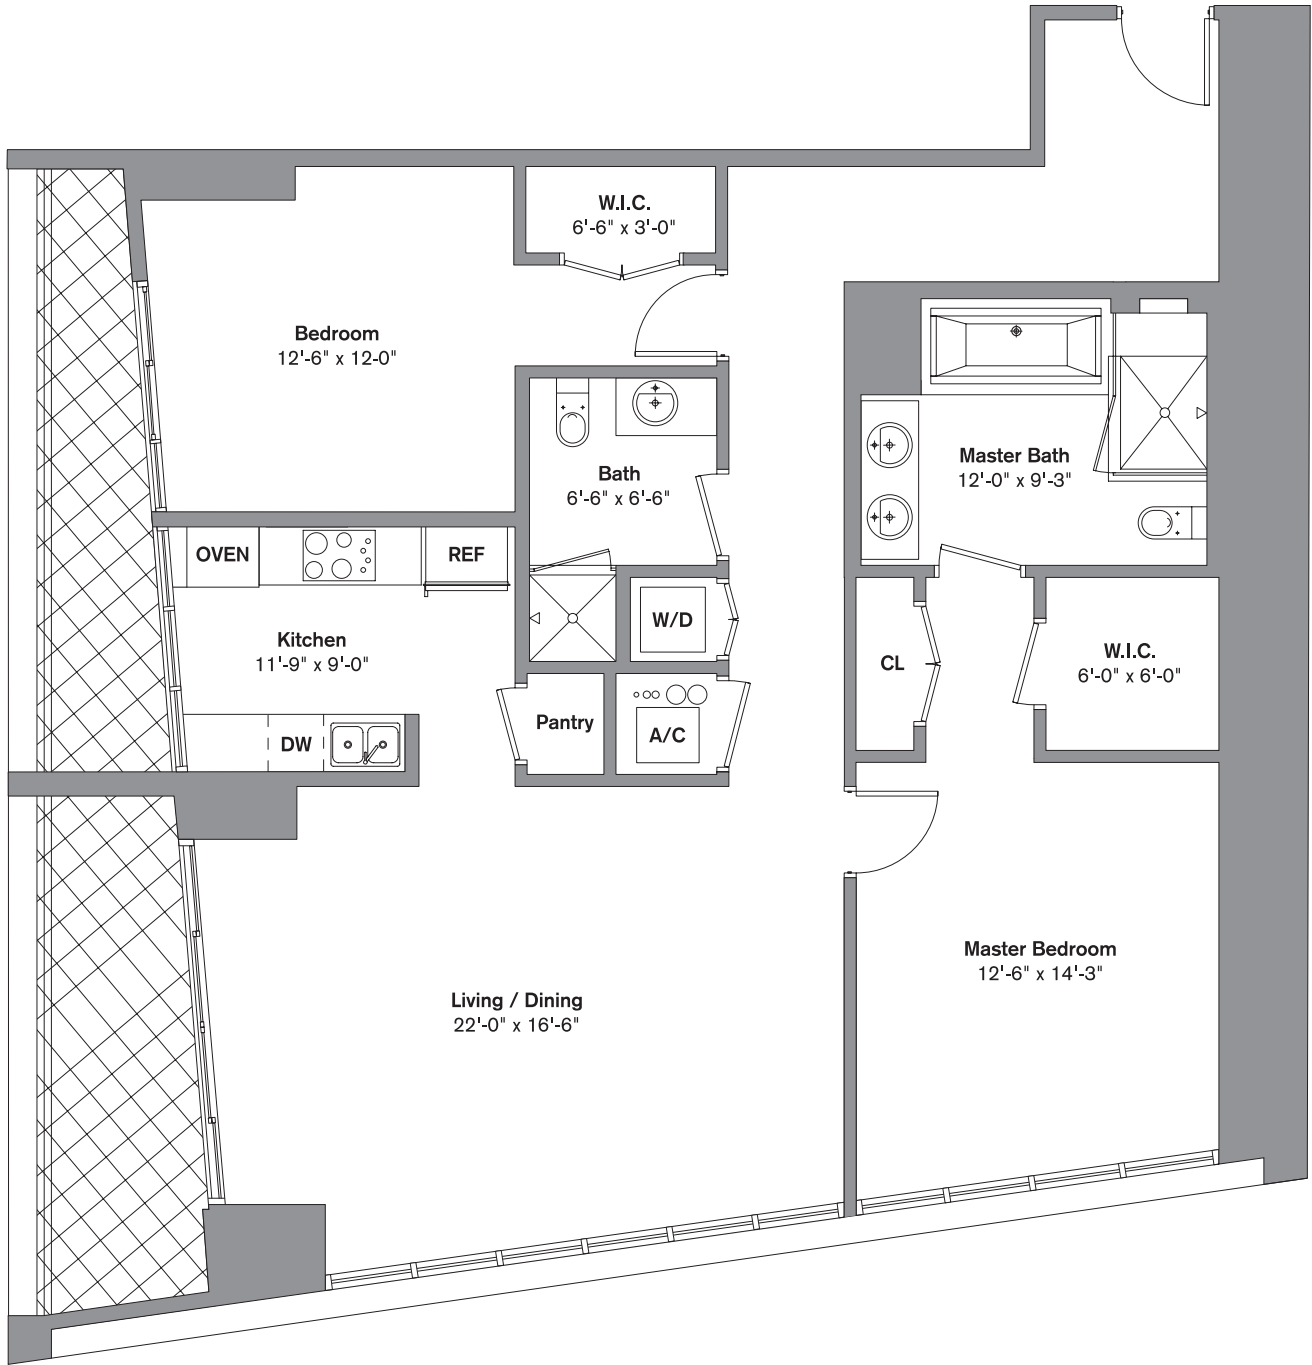 W.I.C.
6'-6" x 3'-0"
Bedroom
12'-6" x 12-0"
Bath
6'-6" x 6'-6"
Master Bath
12'-0" x 9'-3"
OVEN
REF
Kitchen
11'-9" x 9'-0"
W/D
CL
W.I.C.
6'-0" x 6'-0"
Pantry
A/C
DW
Master Bedroom
12'-6" x 14'-3"
Living / Dining
22'-0" x 16'-6"